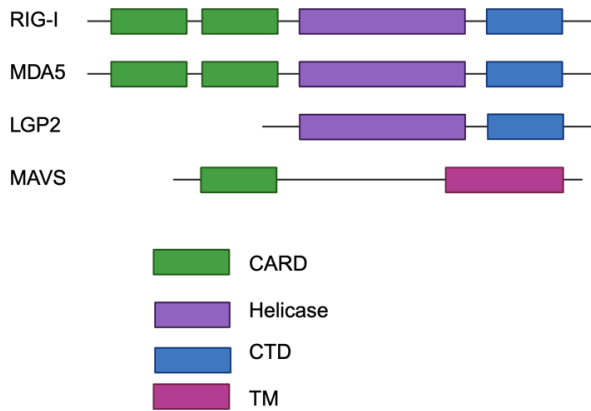 RIG-I
MDA5
LGP2
MAVS
CARD
Helicase
CTD
TM